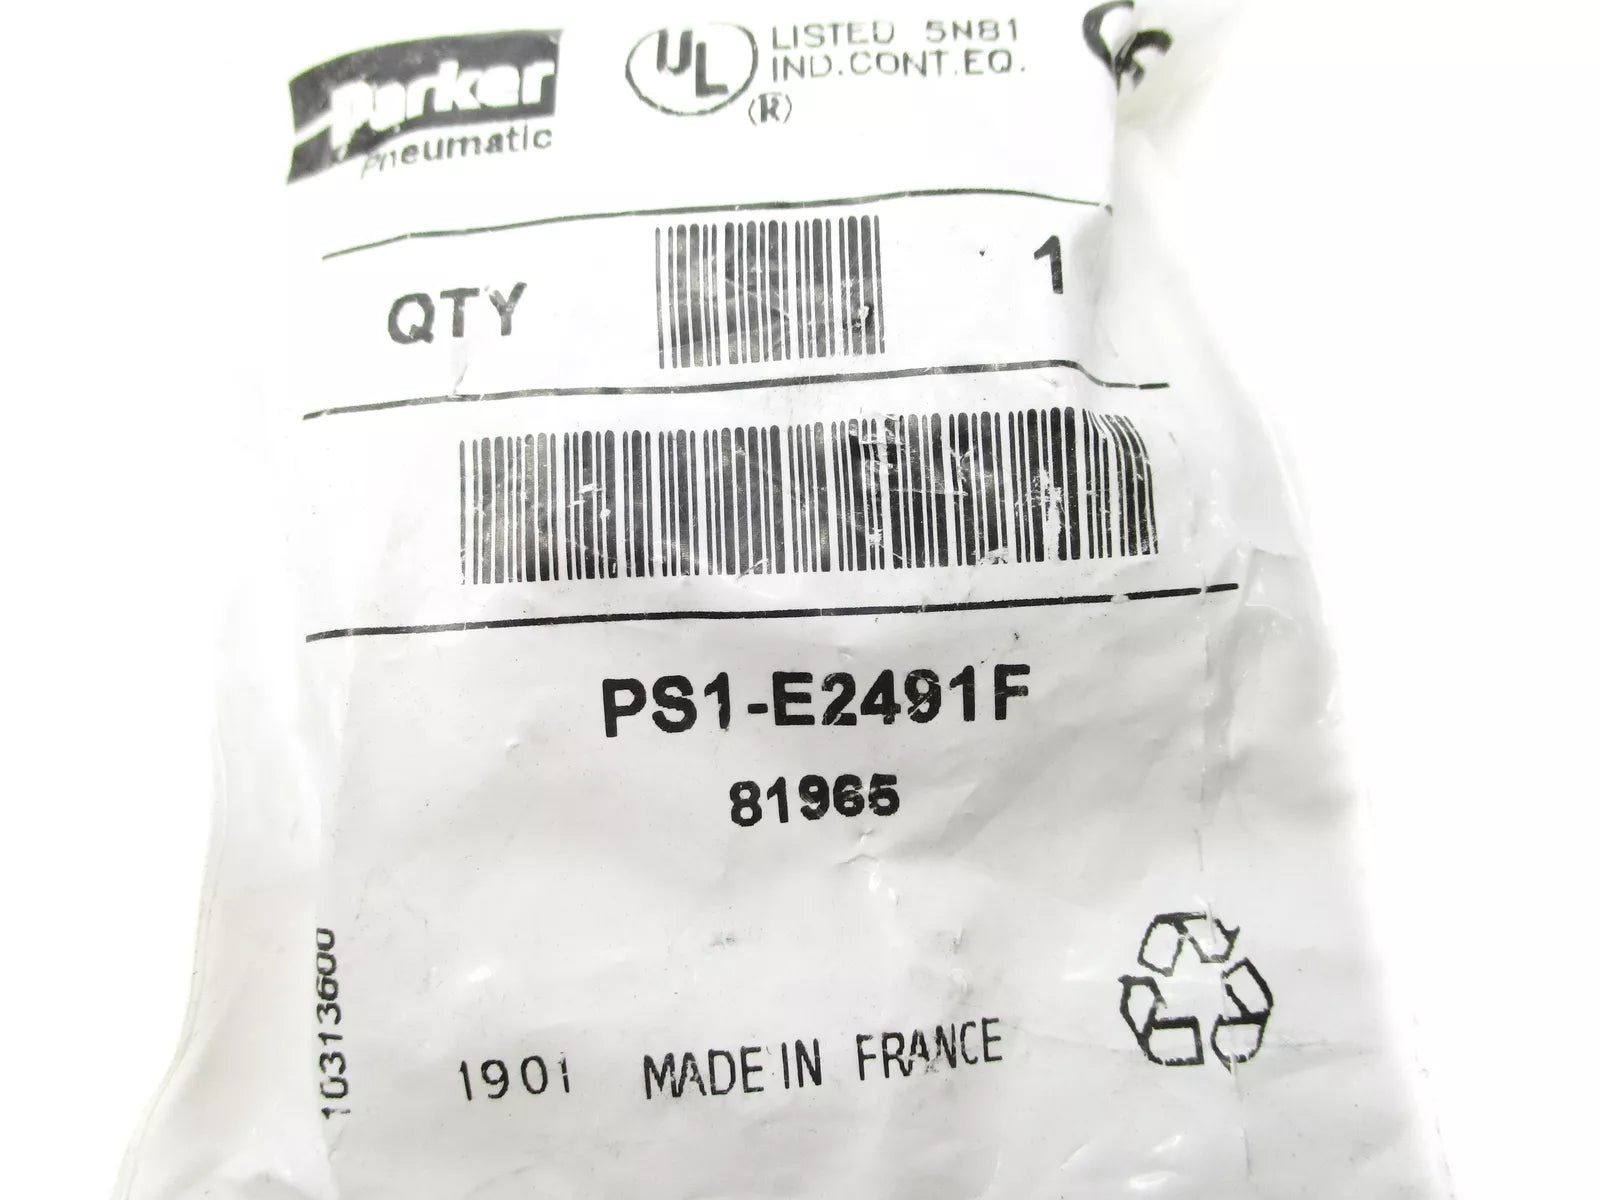 Parker
Pneumatic
UL
LISTED 5N81
IND.CONT.EQ.
(R)
QTY 1
PS1-E2491F
81965
10313600
1901 MADE IN FRANCE